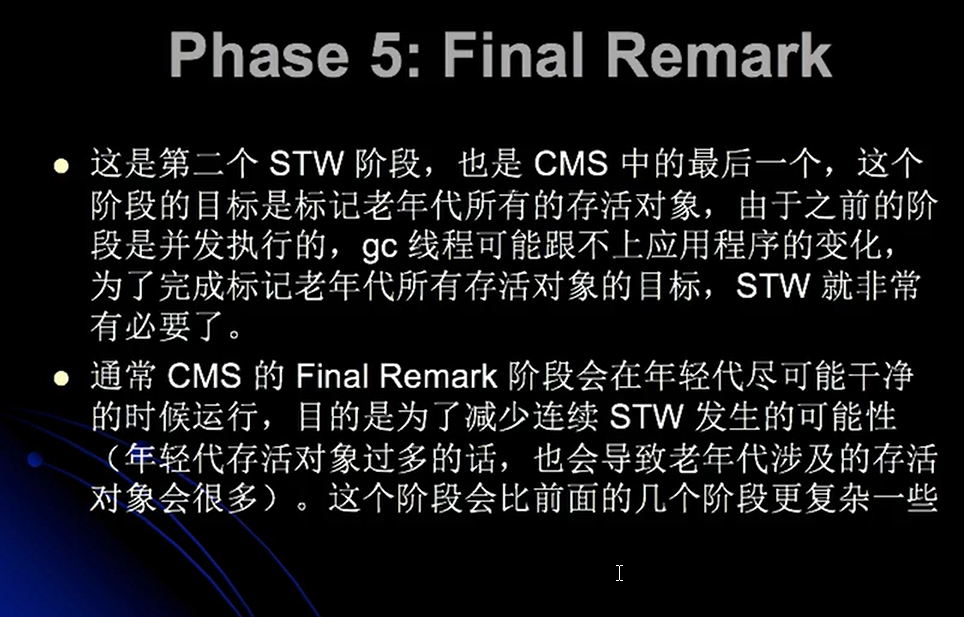 Phase 5: Final Remark
这是第二个 STW 阶段，也是 CMS 中的最后一个，这个
阶段的目标是标记老年代所有的存活对象，由于之前的阶
段是并发执行的，gc 线程可能跟不上应用程序的变化，
为了完成标记老年代所有存活对象的目标，STW 就非常
有必要了。
通常 CMS 的 Final Remark 阶段会在年轻代尽可能干净
的时候运行，目的是为了减少连续 STW 发生的可能性
（年轻代存活对象过多的话，也会导致老年代涉及的存活
对象会很多）。这个阶段会比前面的几个阶段更复杂一些